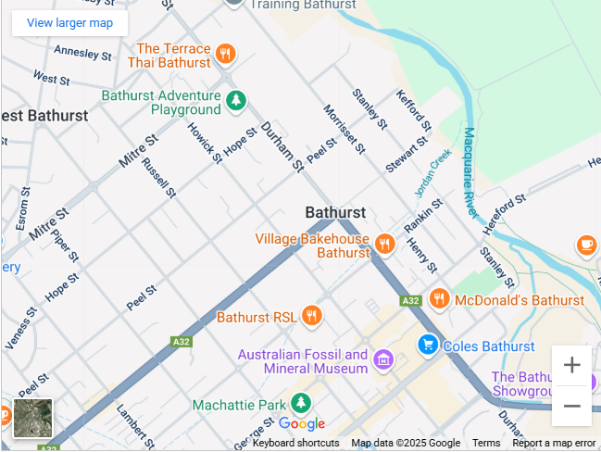 Training Bathurst
View larger map
Annesley St
The Terrace
Thai Bathurst
West St
Bathurst Adventure
Playground
Stanley St
Kefford St
est Bathurst
Mitre St
Howick St
Hope St
Durham St
Morrisset St
Peel St
Stewart St
Macquarie River
Jordan Creek
Russell St
He
Esrom St
Mitre St
Bathurst
Rankin St
Hereford St
Piper St
Village Bakehouse
Bathurst
Henry St
Stanley St
ery
Hope St
Peel St
Veness St
A32
McDonald's Bathurst
Bathurst RSL
A32
Coles Bathurst
Australian Fossil and
Mineral Museum
Peel St
The Bathu
Showgroun
Machattie Park
Lambert St
George St
Durha
A32
Google
Keyboard shortcuts
Map data ©2025 Google
Terms
Report a map error